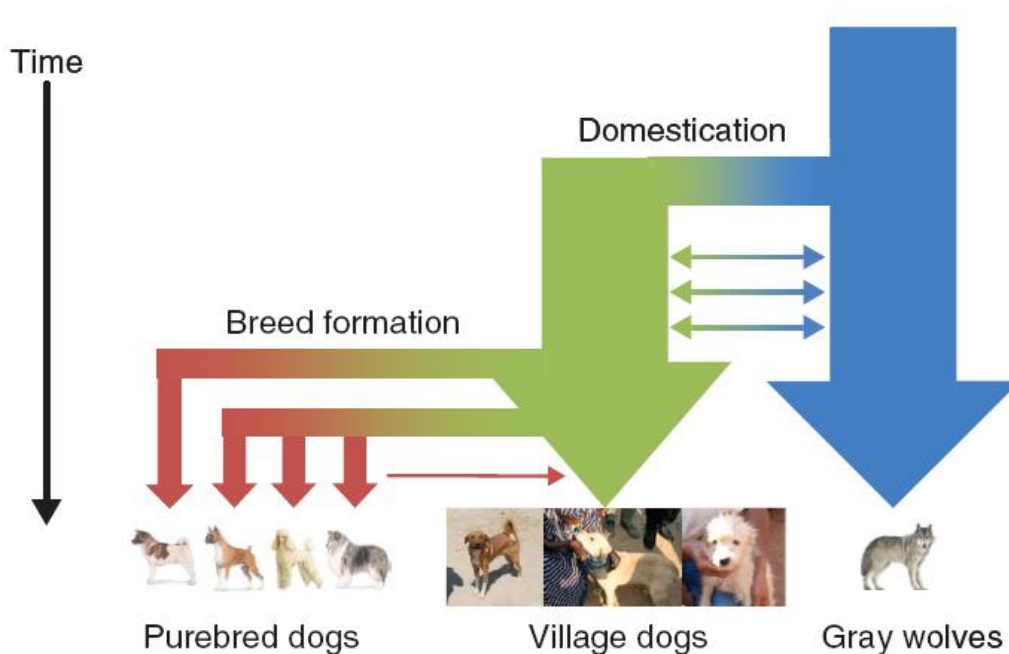 Time
Domestication
Breed formation
Purebred dogs
Village dogs
Gray wolves